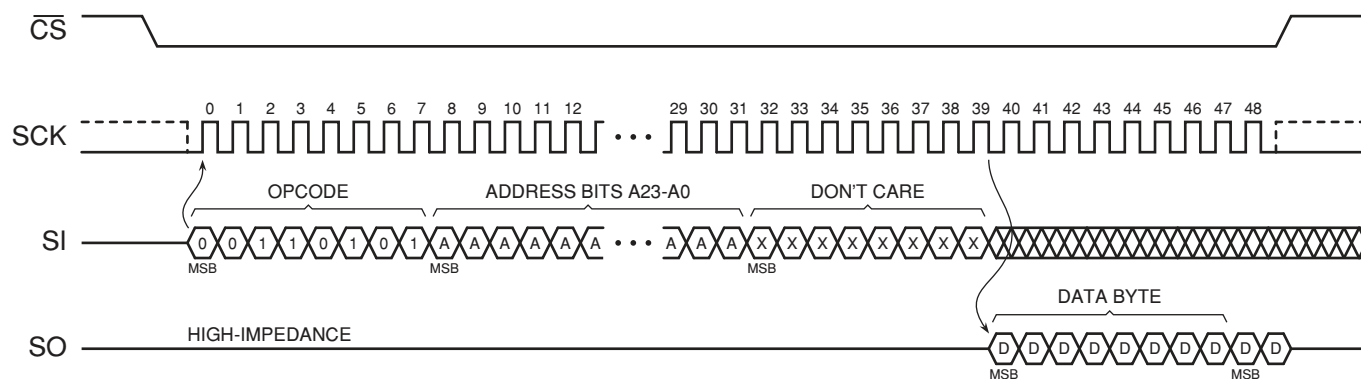 CS
0 1 2 3 4 5 6 7 8 9 10 11 12 29 30 31 32 33 34 35 36 37 38 39 40 41 42 43 44 45 46 47 48
SCK
OPCODE ADDRESS BITS A23-A0 DON'T CARE
SI 0 0 1 1 0 1 0 1 A A A A A A A A A X X X X X X X X
MSB MSB MSB
DATA BYTE
HIGH-IMPEDANCE
SO D D D D D D D D D D
MSB MSB